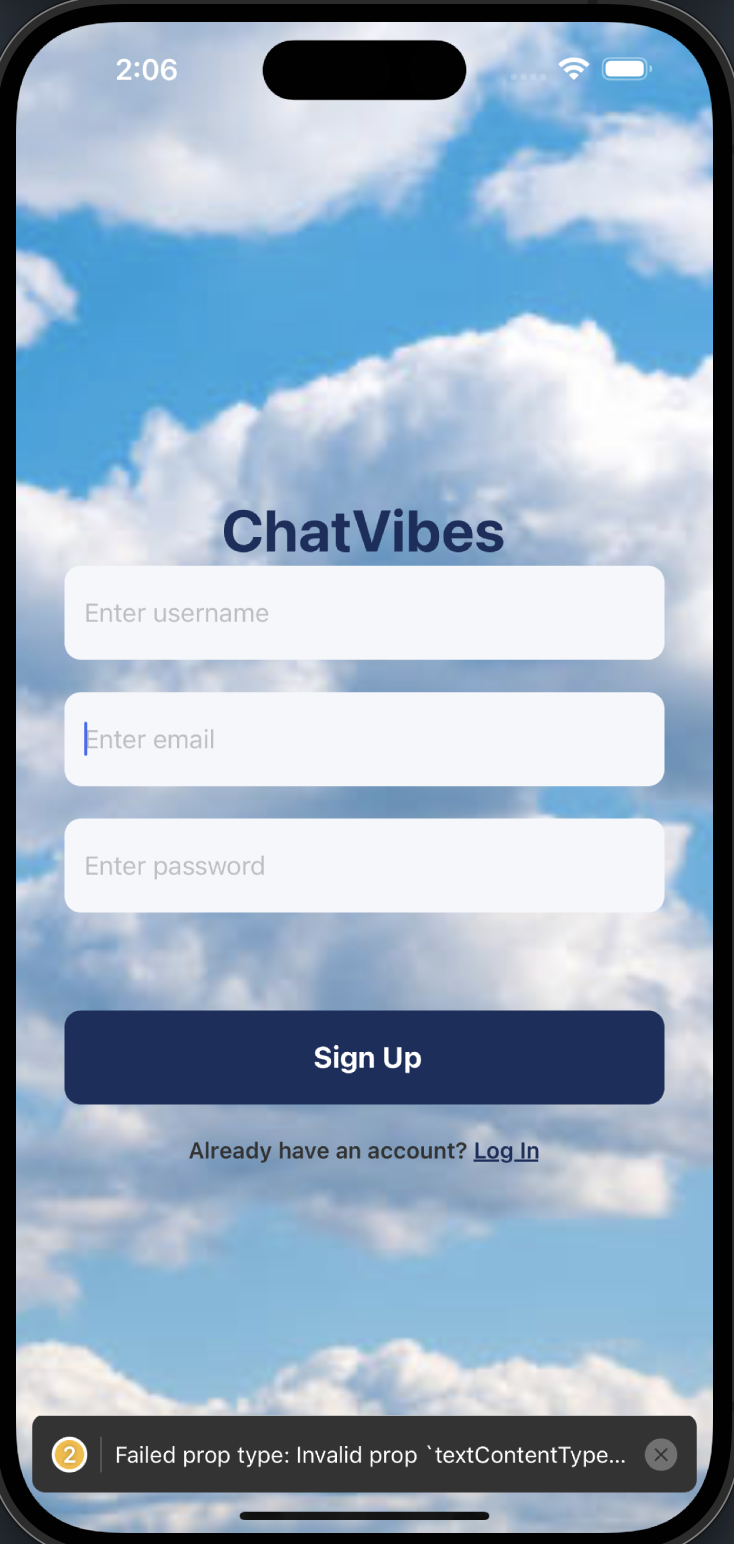 2:06
ChatVibes
Enter username
Enter email
Enter password
Sign Up
Already have an account? Log In
2 Failed prop type: Invalid prop `textContentType...